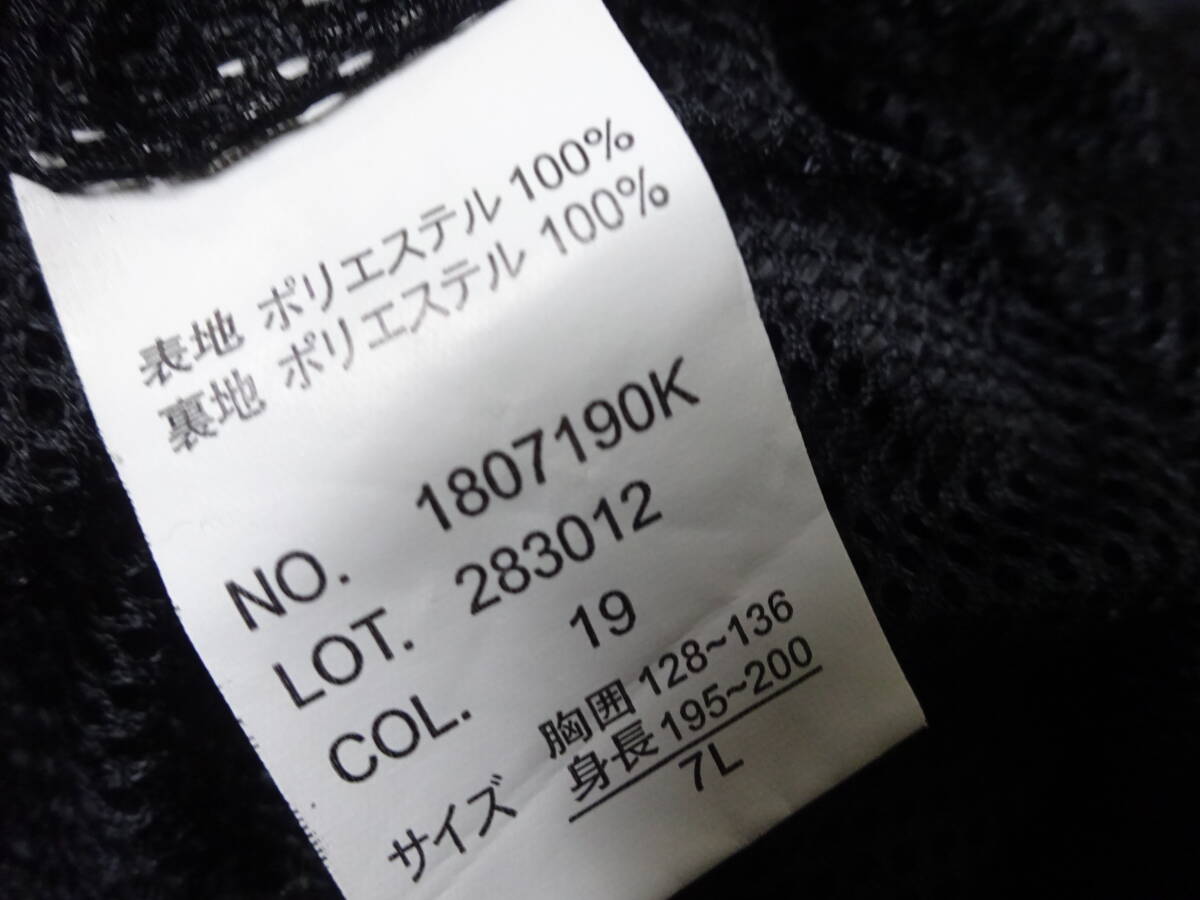 表地 ポリエステル 100%
裏地 ポリエステル 100%
NO. 1807190K
LOT. 283012
COL. 19
サイズ 胸囲 128~136
身長 195~200
7L